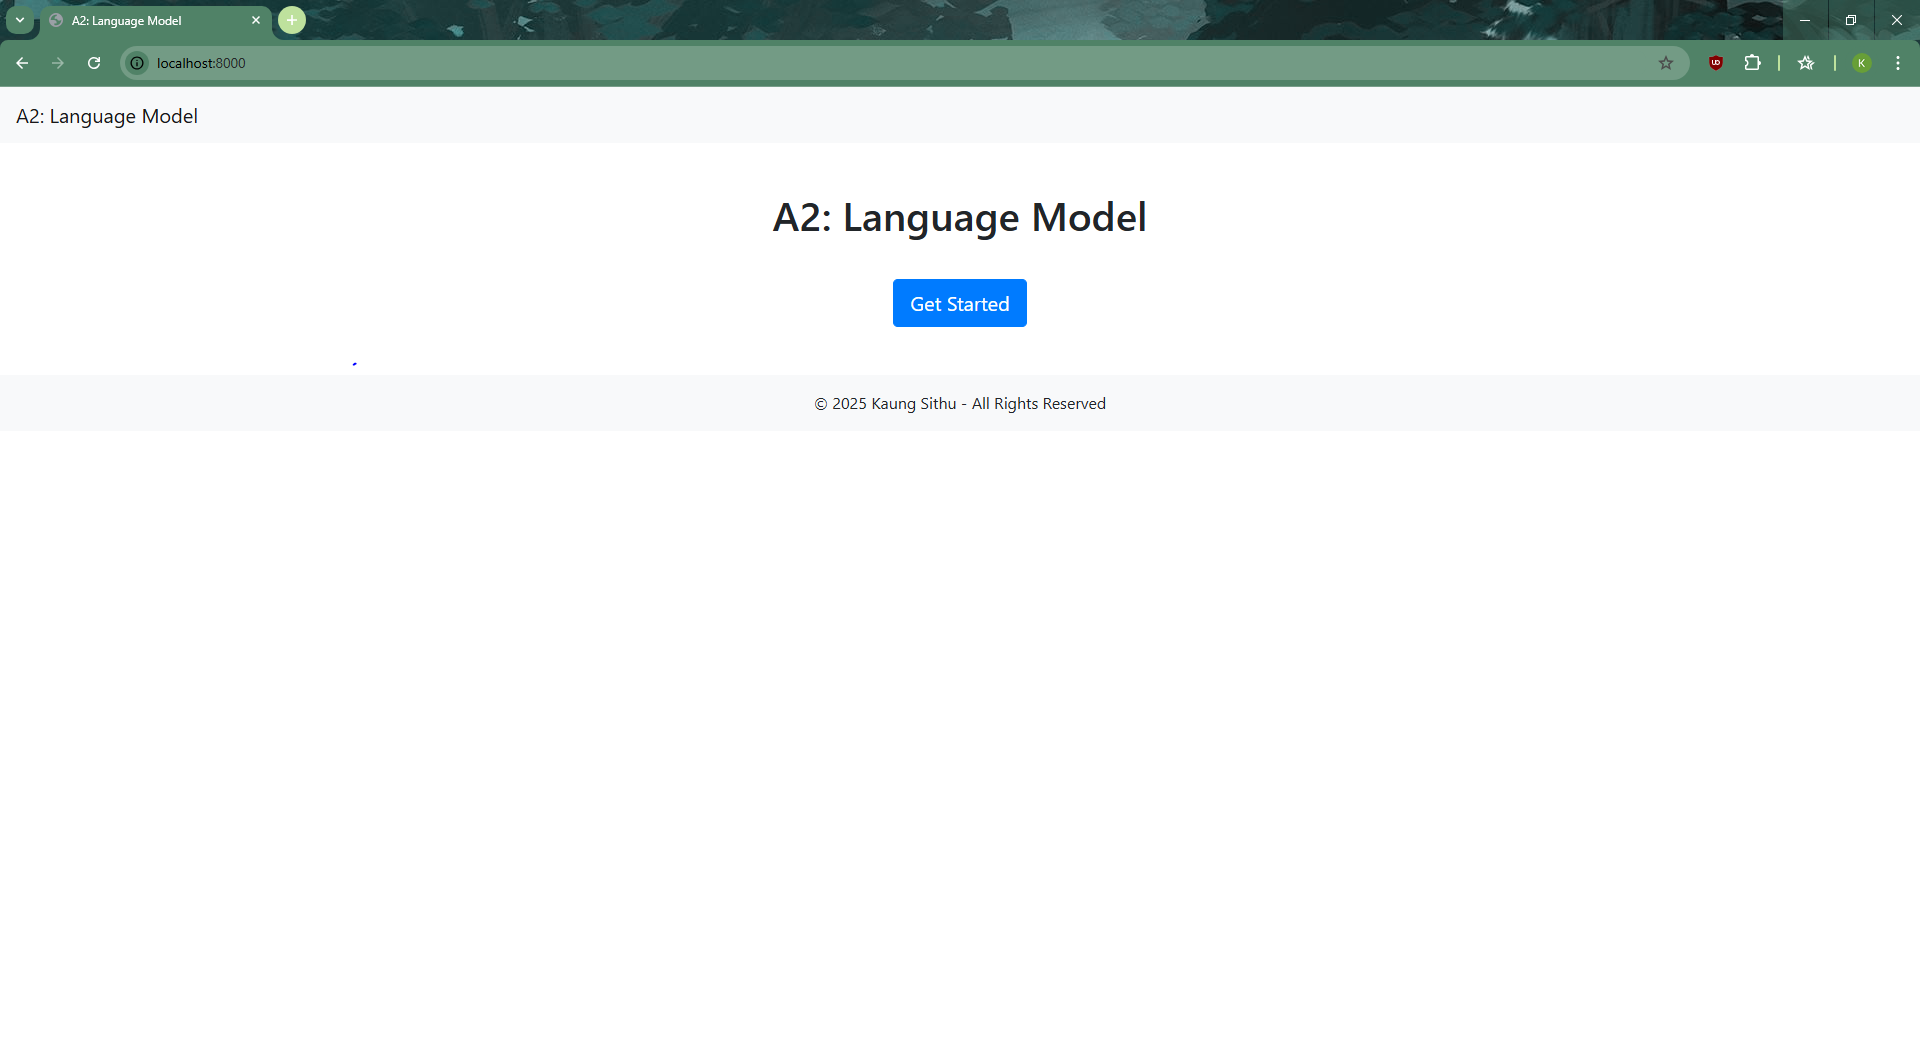 A2: Language Model
localhost:8000
K
A2: Language Model
A2: Language Model
Get Started
© 2025 Kaung Sithu - All Rights Reserved